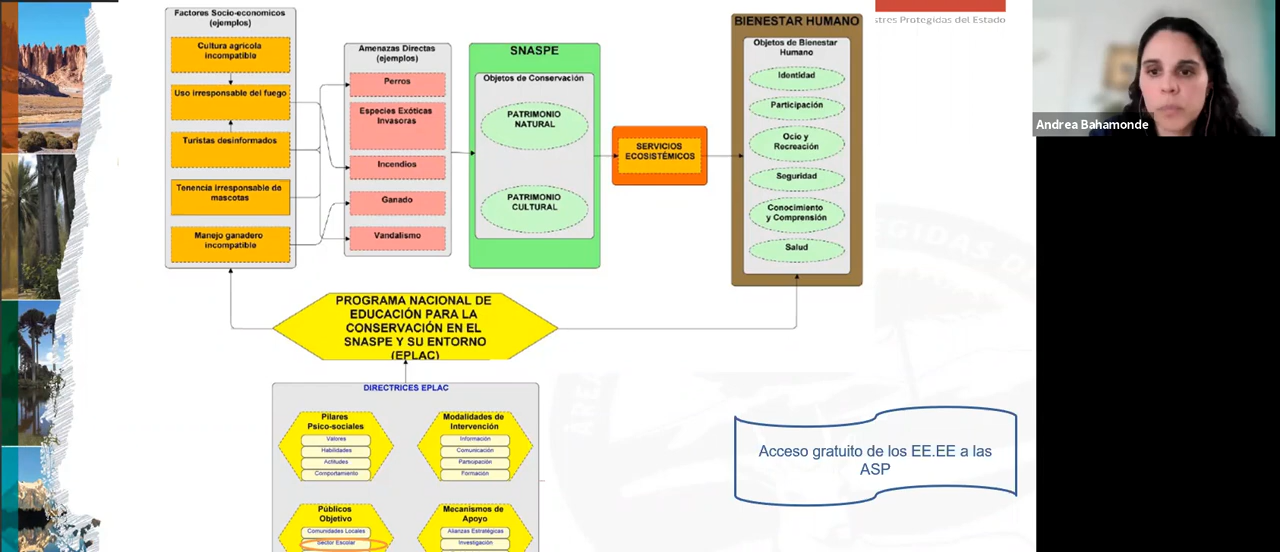 Factores Socio-economicos
(ejemplos)
Cultura agricola
incompatible
Uso irresponsable del fuego
Turistas desinformados
Tenencia irresponsable de
mascotas
Manejo ganadero
incompatible
Amenazas Directas
(ejemplos)
Perros
Especies Exóticas
Invasoras
Incendios
Ganado
Vandalismo
SNASPE
Objetos de Conservación
PATRIMONIO
NATURAL
PATRIMONIO
CULTURAL
SERVICIOS
ECOSISTÉMICOS
BIENESTAR HUMANO
Objetos de Bienestar
Humano
Identidad
Participación
Ocio y
Recreación
Seguridad
Conocimiento
y Comprensión
Salud
stres Protegidas del Estado
Andrea Bahamonde
PROGRAMA NACIONAL DE
EDUCACIÓN PARA LA
CONSERVACIÓN EN EL
SNASPE Y SU ENTORNO
(EPLAC)
DIRECTRICES EPLAC
Pilares
Psico-sociales
Valores
Habilidades
Actitudes
Comportamiento
Modalidades de
Intervención
Información
Comunicación
Participación
Formación
Públicos
Objetivo
Comunidades Locales
Sector Escolar
Mecanismos de
Apoyo
Alianzas Estratégicas
Investigación
Acceso gratuito de los EE.EE a las
ASP